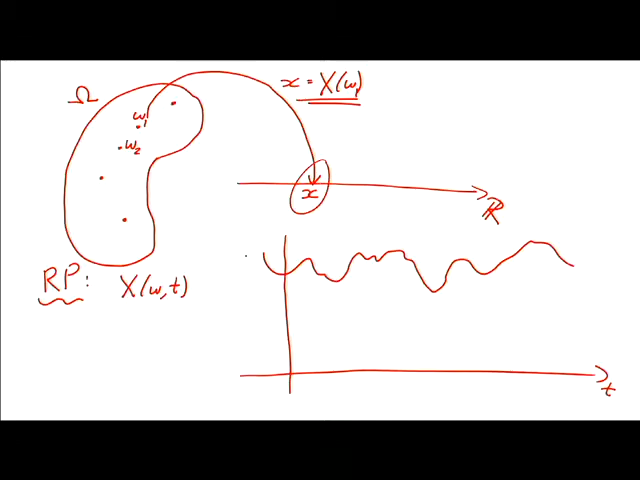 Ω
x = X(ω₁)
ω₁
ω₂
x
ℝ
RP: X(ω,t)
t